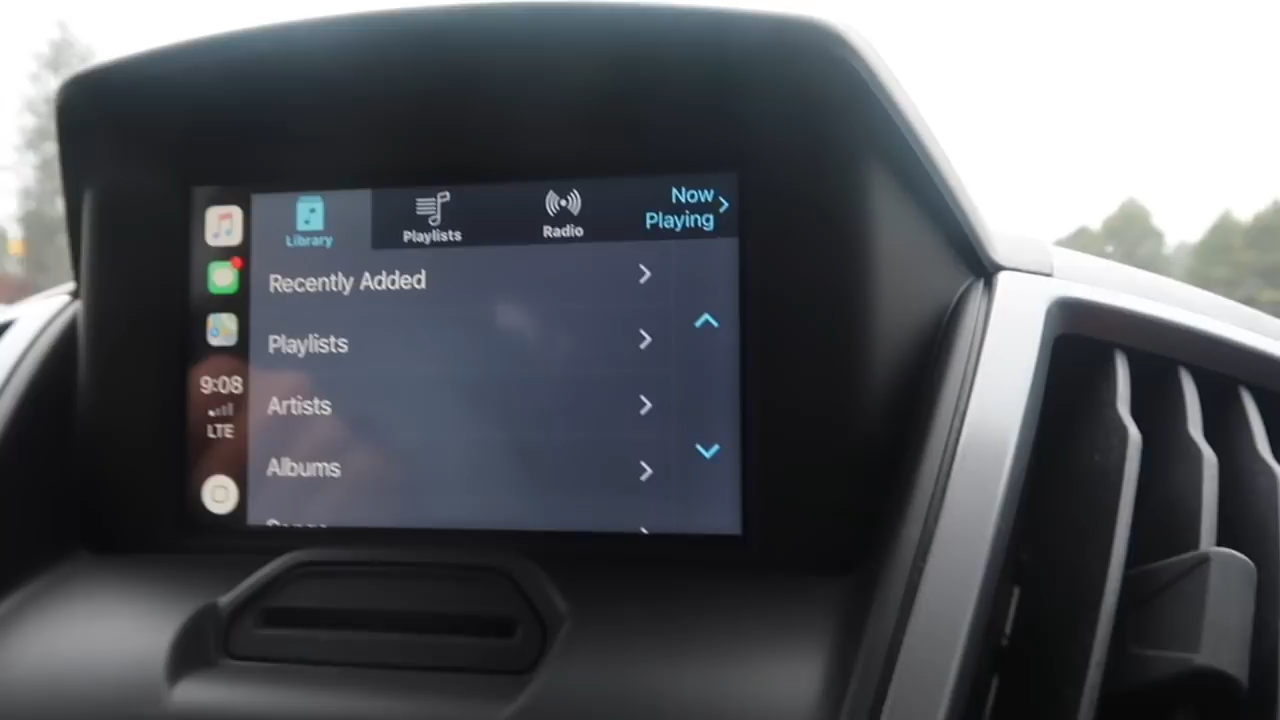 Library
Playlists
Radio
Now
Playing
Recently Added
Playlists
Artists
9:08
LTE
Albums